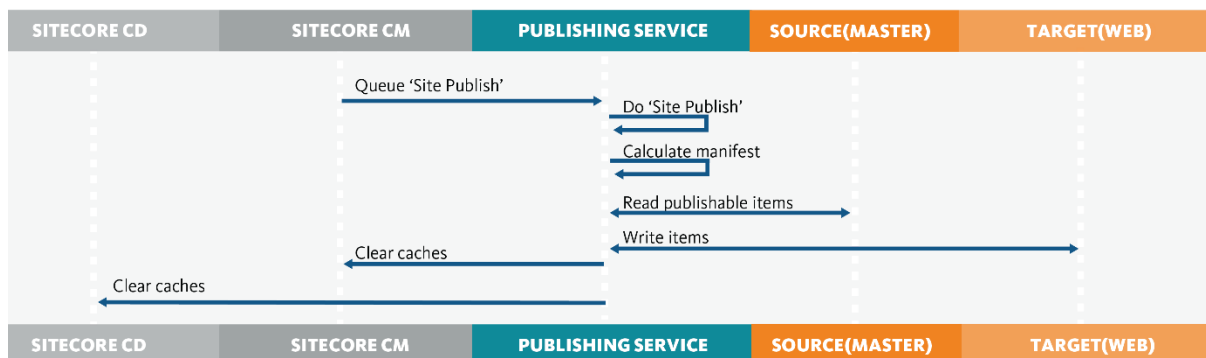 SITECORE CD SITECORE CM PUBLISHING SERVICE SOURCE(MASTER) TARGET(WEB)
Queue ‘Site Publish’
Do ‘Site Publish’
Calculate manifest
Read publishable items
Write items
Clear caches
Clear caches
SITECORE CD SITECORE CM PUBLISHING SERVICE SOURCE(MASTER) TARGET(WEB)